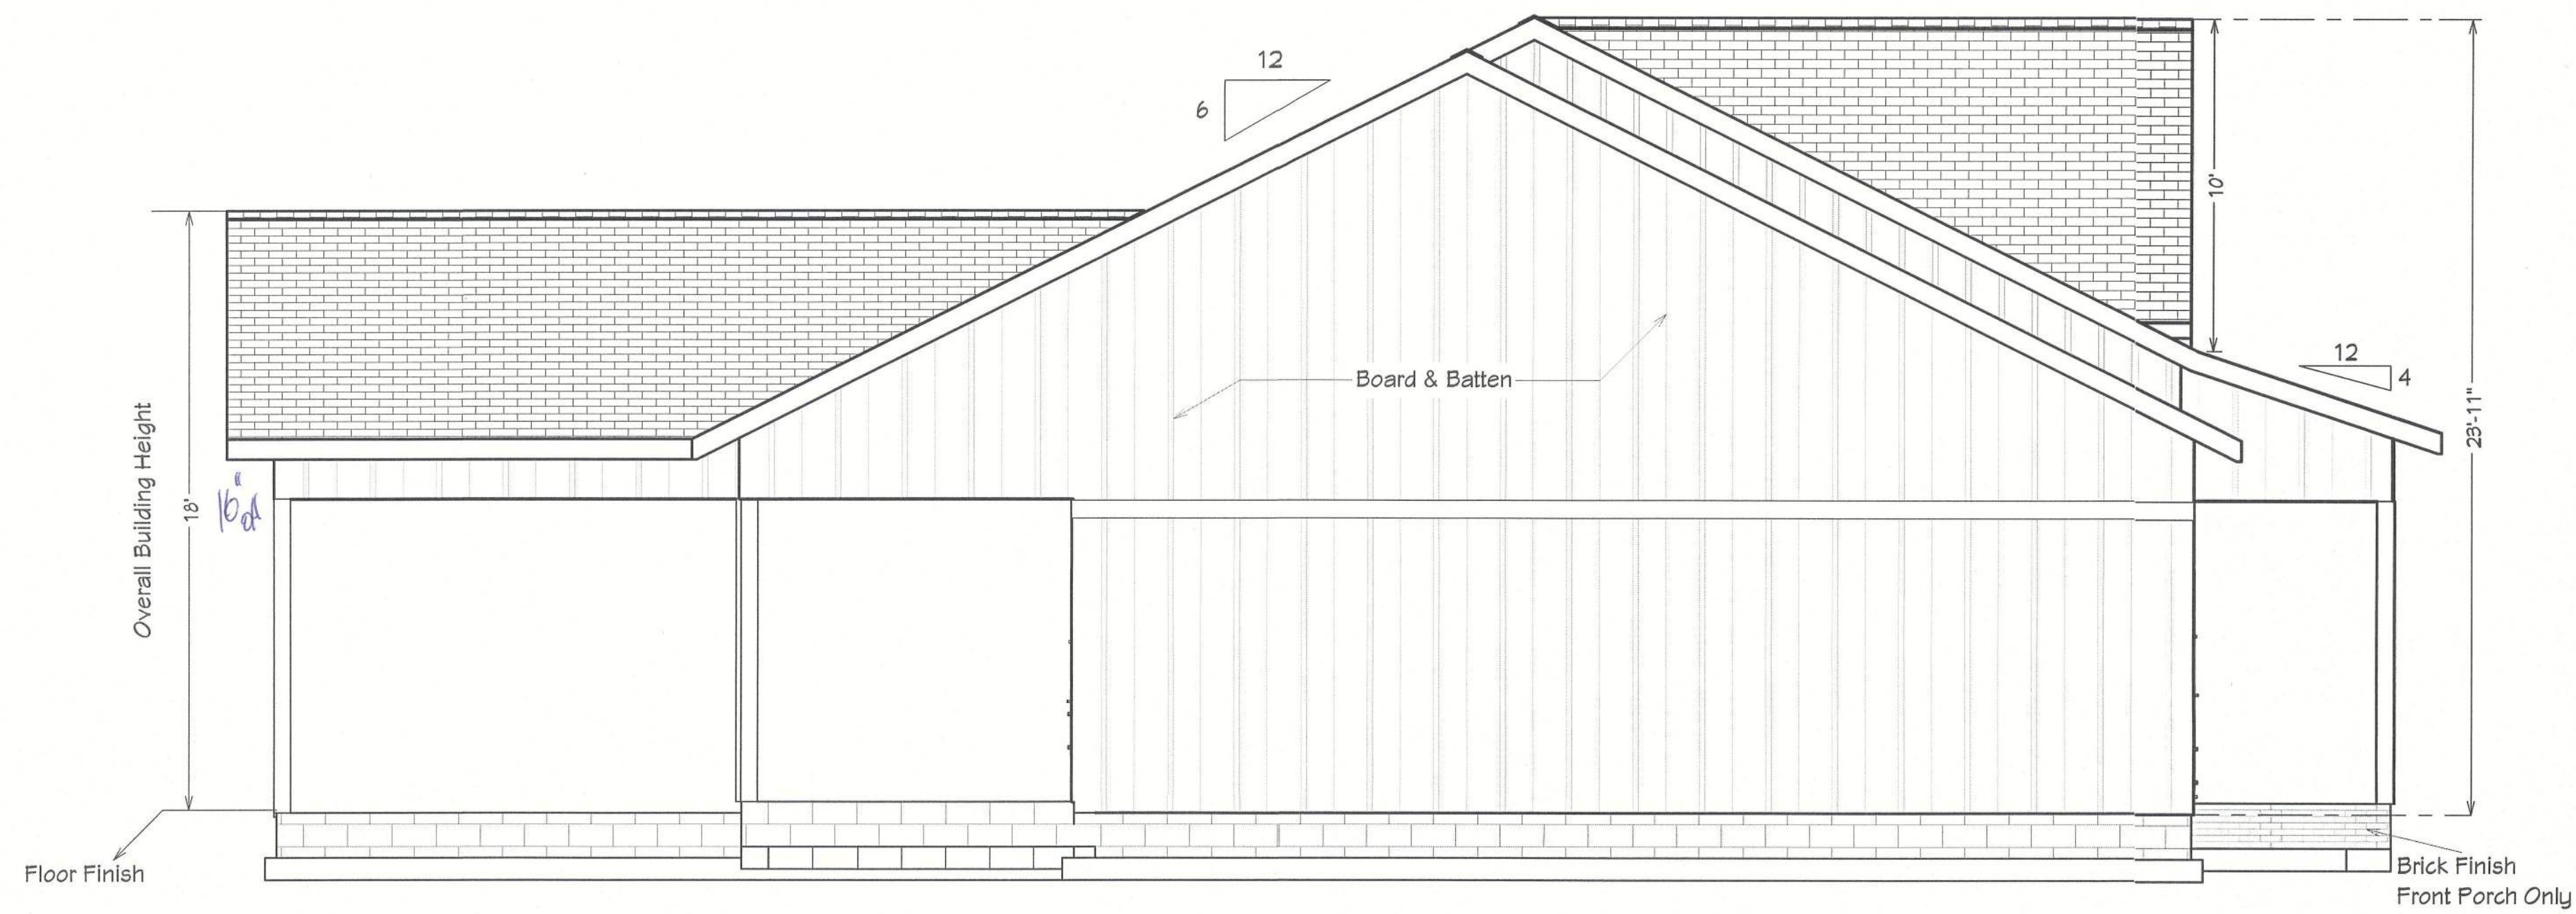 12
6
10'
12
4
Board & Batten
23'-11"
Overall Building Height
18'
16"
Floor Finish
Brick Finish
Front Porch Only